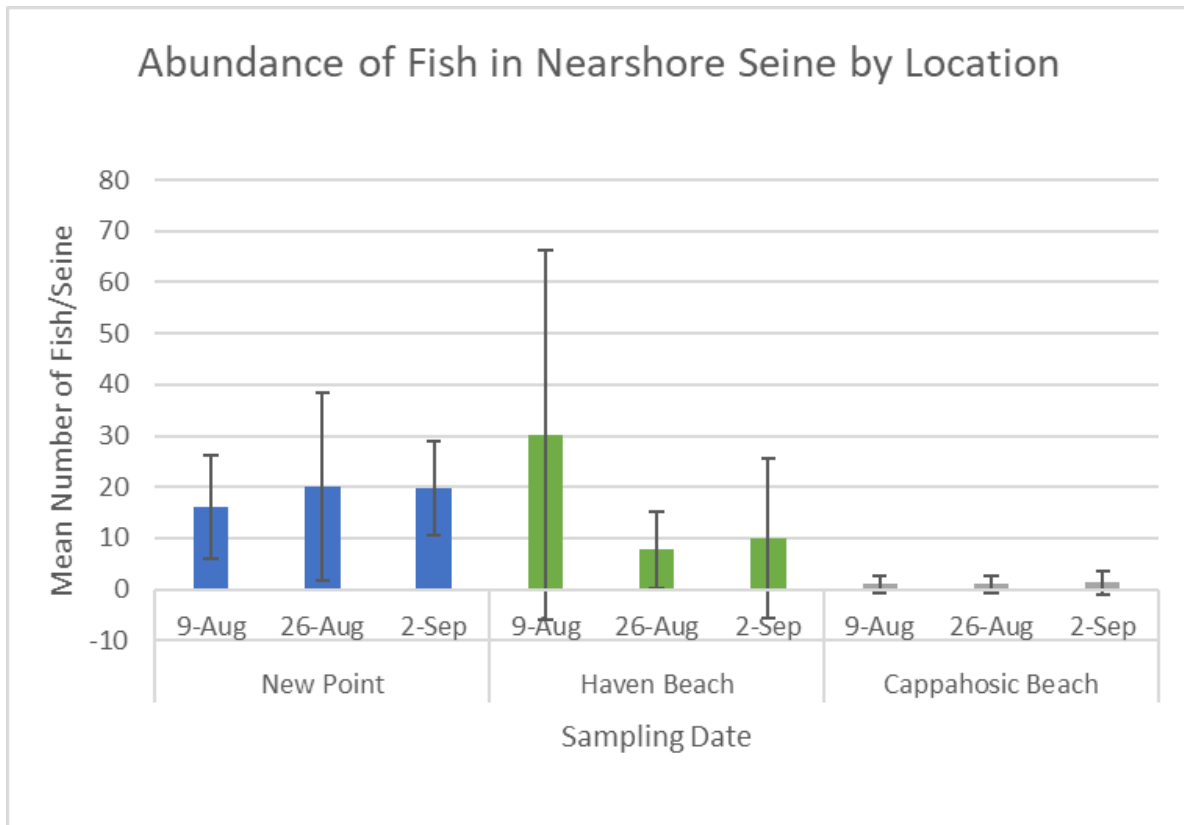 Abundance of Fish in Nearshore Seine by Location
Mean Number of Fish/Seine
80
70
60
50
40
30
20
10
0
-10
9-Aug 26-Aug 2-Sep 9-Aug 26-Aug 2-Sep 9-Aug 26-Aug 2-Sep
New Point Haven Beach Cappahosic Beach
Sampling Date